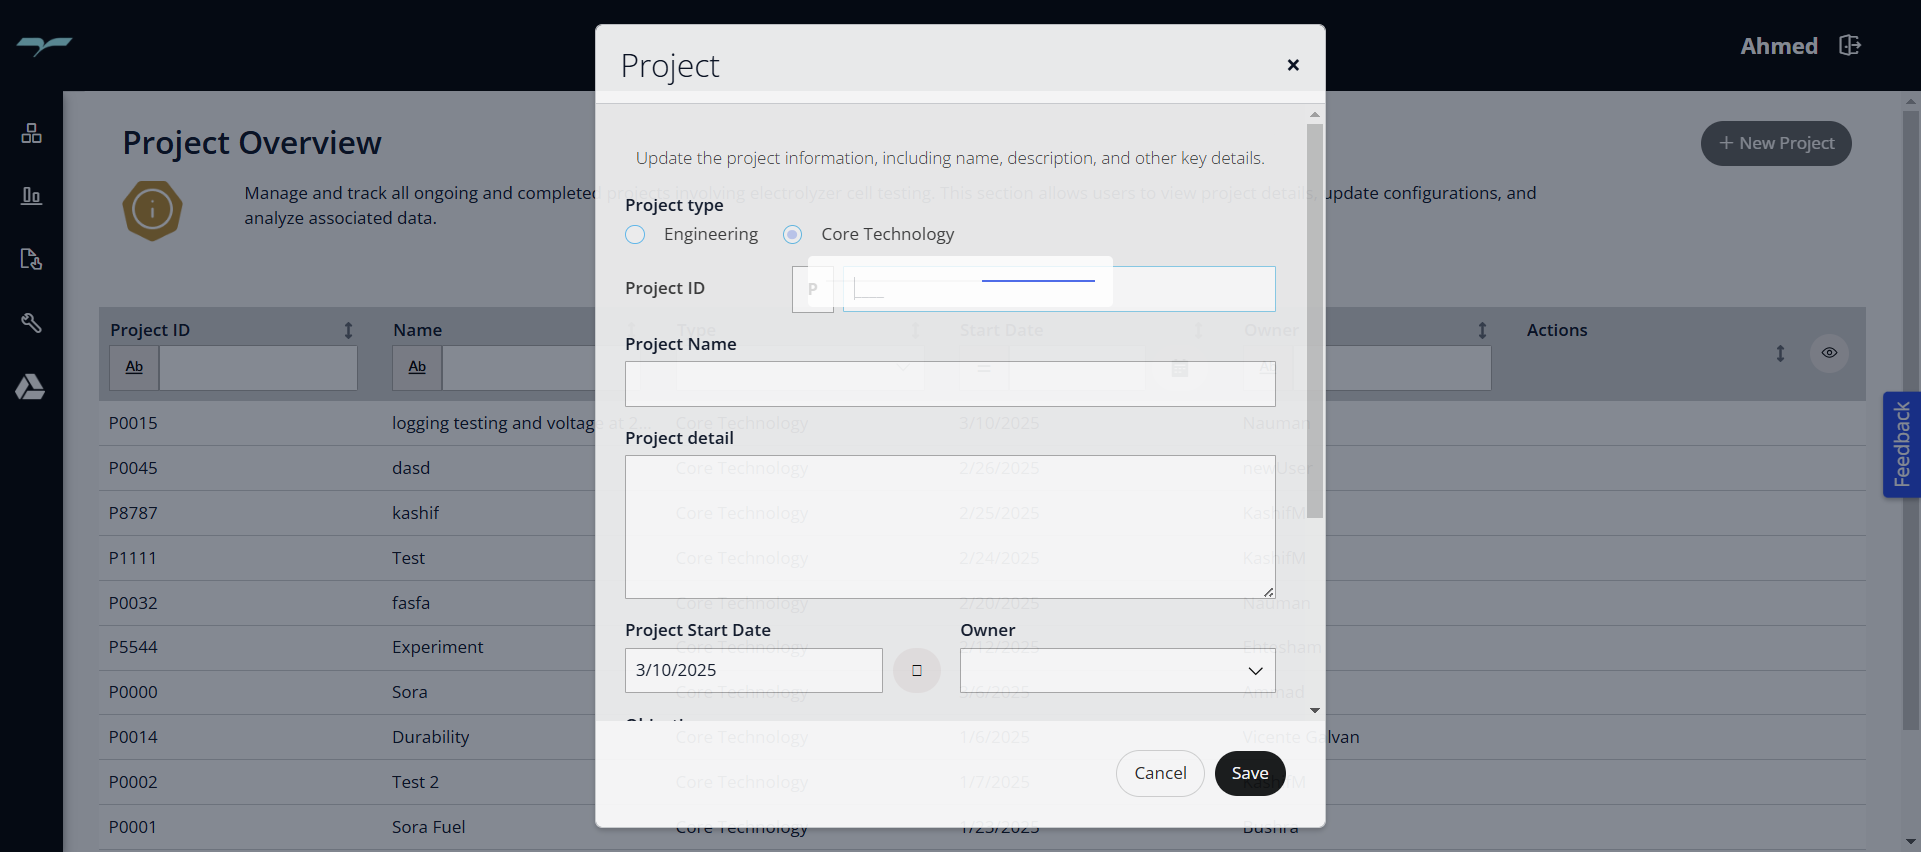 Ahmed
Project
Project Overview
+ New Project
Update the project information, including name, description, and other key details.
Manage and track all ongoing and completed projects involving electrolyzer cell testing. This section allows users to view project details, update configurations, and
analyze associated data.
Project type
Engineering Core Technology
Project ID P
Project ID Name Type Start Date Owner Actions
Project Name
Ab Ab = Ab
P0015 logging testing and voltage at 2... Core Technology 3/10/2025 Nauman
Project detail
P0045 dasd Core Technology 2/26/2025 newUser
Feedback
P8787 kashif Core Technology 2/25/2025 KashifM
P1111 Test Core Technology 2/24/2025 KashifM
P0032 fasfa Core Technology 2/20/2025 Nauman
Project Start Date Owner
P5544 Experiment Core Technology 2/12/2025 Ehtesham
3/10/2025
P0000 Sora Core Technology 3/6/2025 Ammad
P0014 Durability Core Technology 1/6/2025 Vicente Galvan
Cancel Save
P0002 Test 2 Core Technology 1/7/2025
P0001 Sora Fuel Core Technology 1/23/2025 Bushra